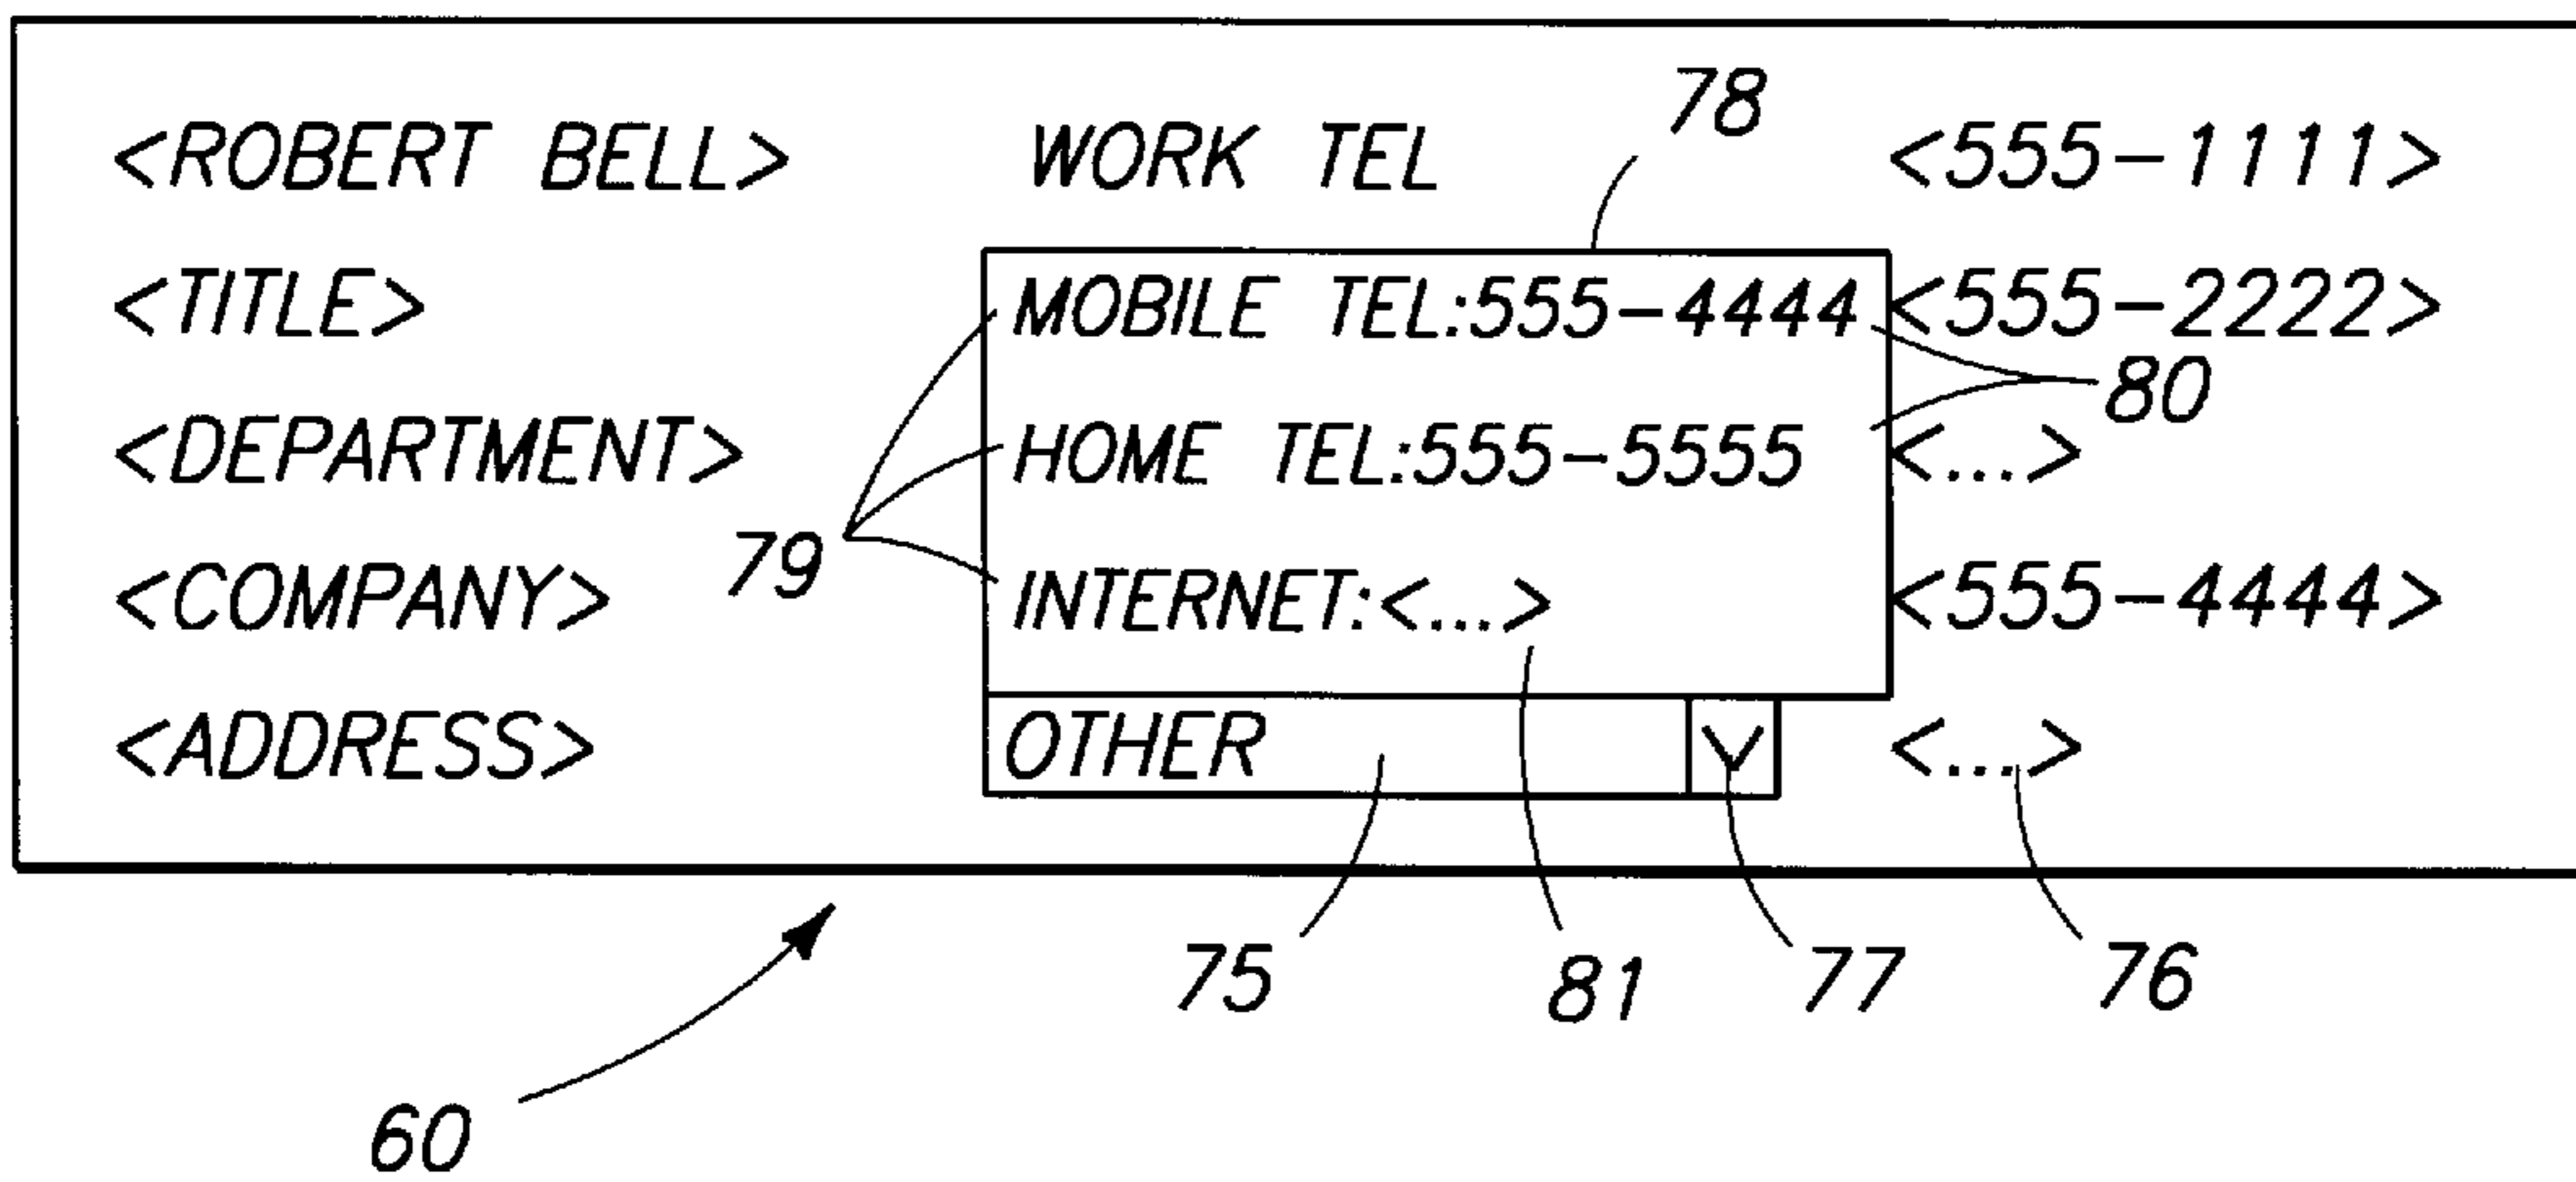 78
<ROBERT BELL> WORK TEL <555-1111>
<TITLE> MOBILE TEL:555-4444 <555-2222>
80
<DEPARTMENT> HOME TEL:555-5555 <...>
79
<COMPANY> INTERNET:<...> <555-4444>
<ADDRESS> OTHER <...>
75 81 77 76
60